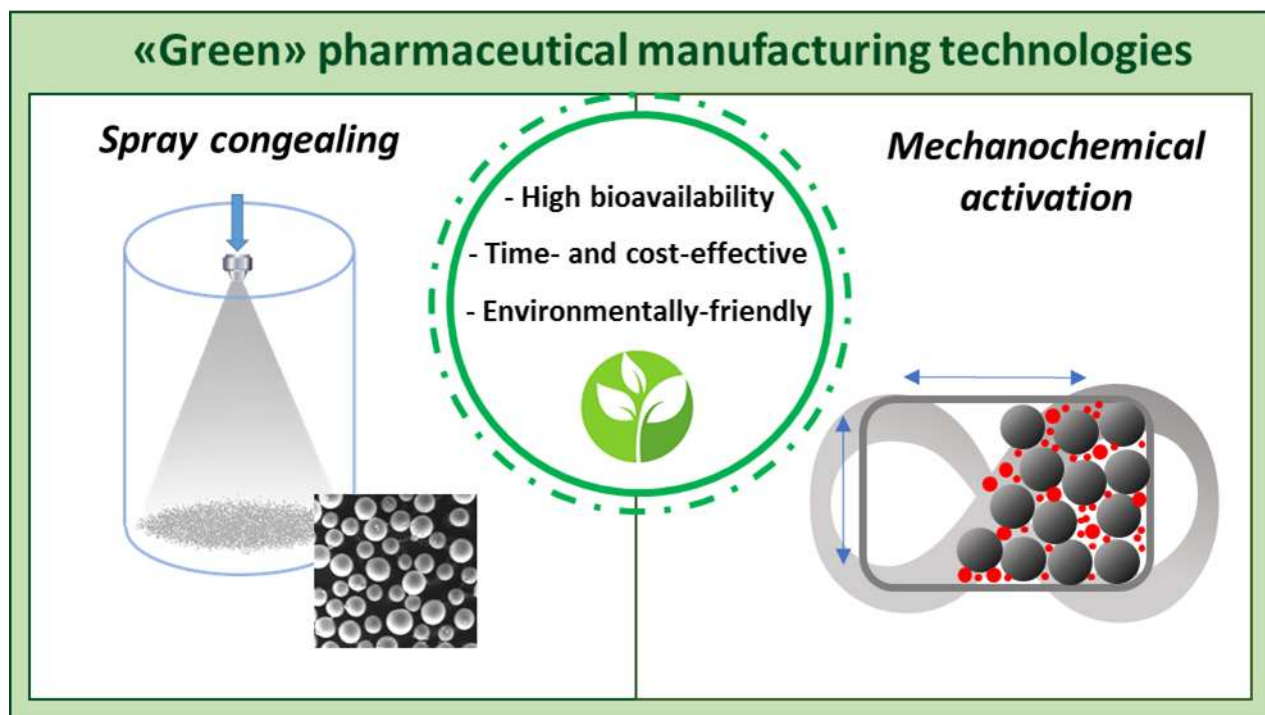 «Green» pharmaceutical manufacturing technologies
Spray congealing
- High bioavailability
- Time- and cost-effective
- Environmentally-friendly
Mechanochemical
activation